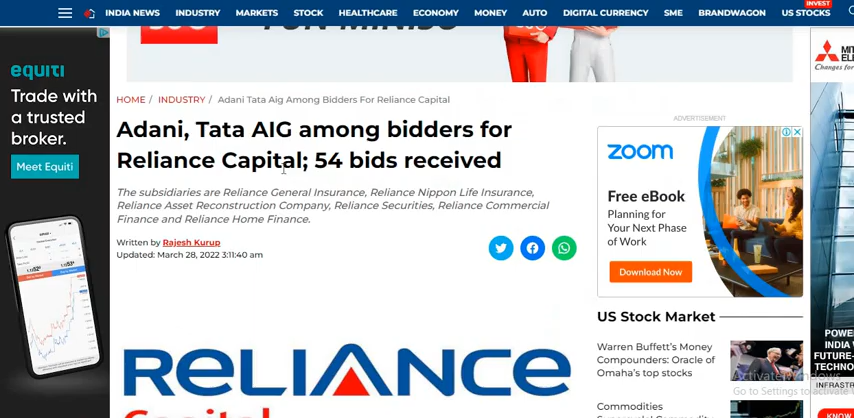 INDIA NEWS INDUSTRY MARKETS STOCK HEALTHCARE ECONOMY MONEY AUTO DIGITAL CURRENCY SME BRANDWAGON US STOCKS
INVEST
EQUITI
Trade with
a trusted
broker.
Meet Equiti
HOME / INDUSTRY / Adani Tata Aig Among Bidders For Reliance Capital
Adani, Tata AIG among bidders for
Reliance Capital; 54 bids received
The subsidiaries are Reliance General Insurance, Reliance Nippon Life Insurance,
Reliance Asset Reconstruction Company, Reliance Securities, Reliance Commercial
Finance and Reliance Home Finance.
Written by Rajesh Kurup
Updated: March 28, 2022 3:11:40 am
RELIANCE
Capital
ADVERTISEMENT
zoom
Free eBook
Planning for
Your Next Phase
of Work
Download Now
US Stock Market
Warren Buffett's Money
Compounders: Oracle of
Omaha's top stocks
Commodities
Activate Windows
Go to Settings to activate
Changes for
POWE
INDIA
FUTURE-
TECHNO
INFRAST
KNOW